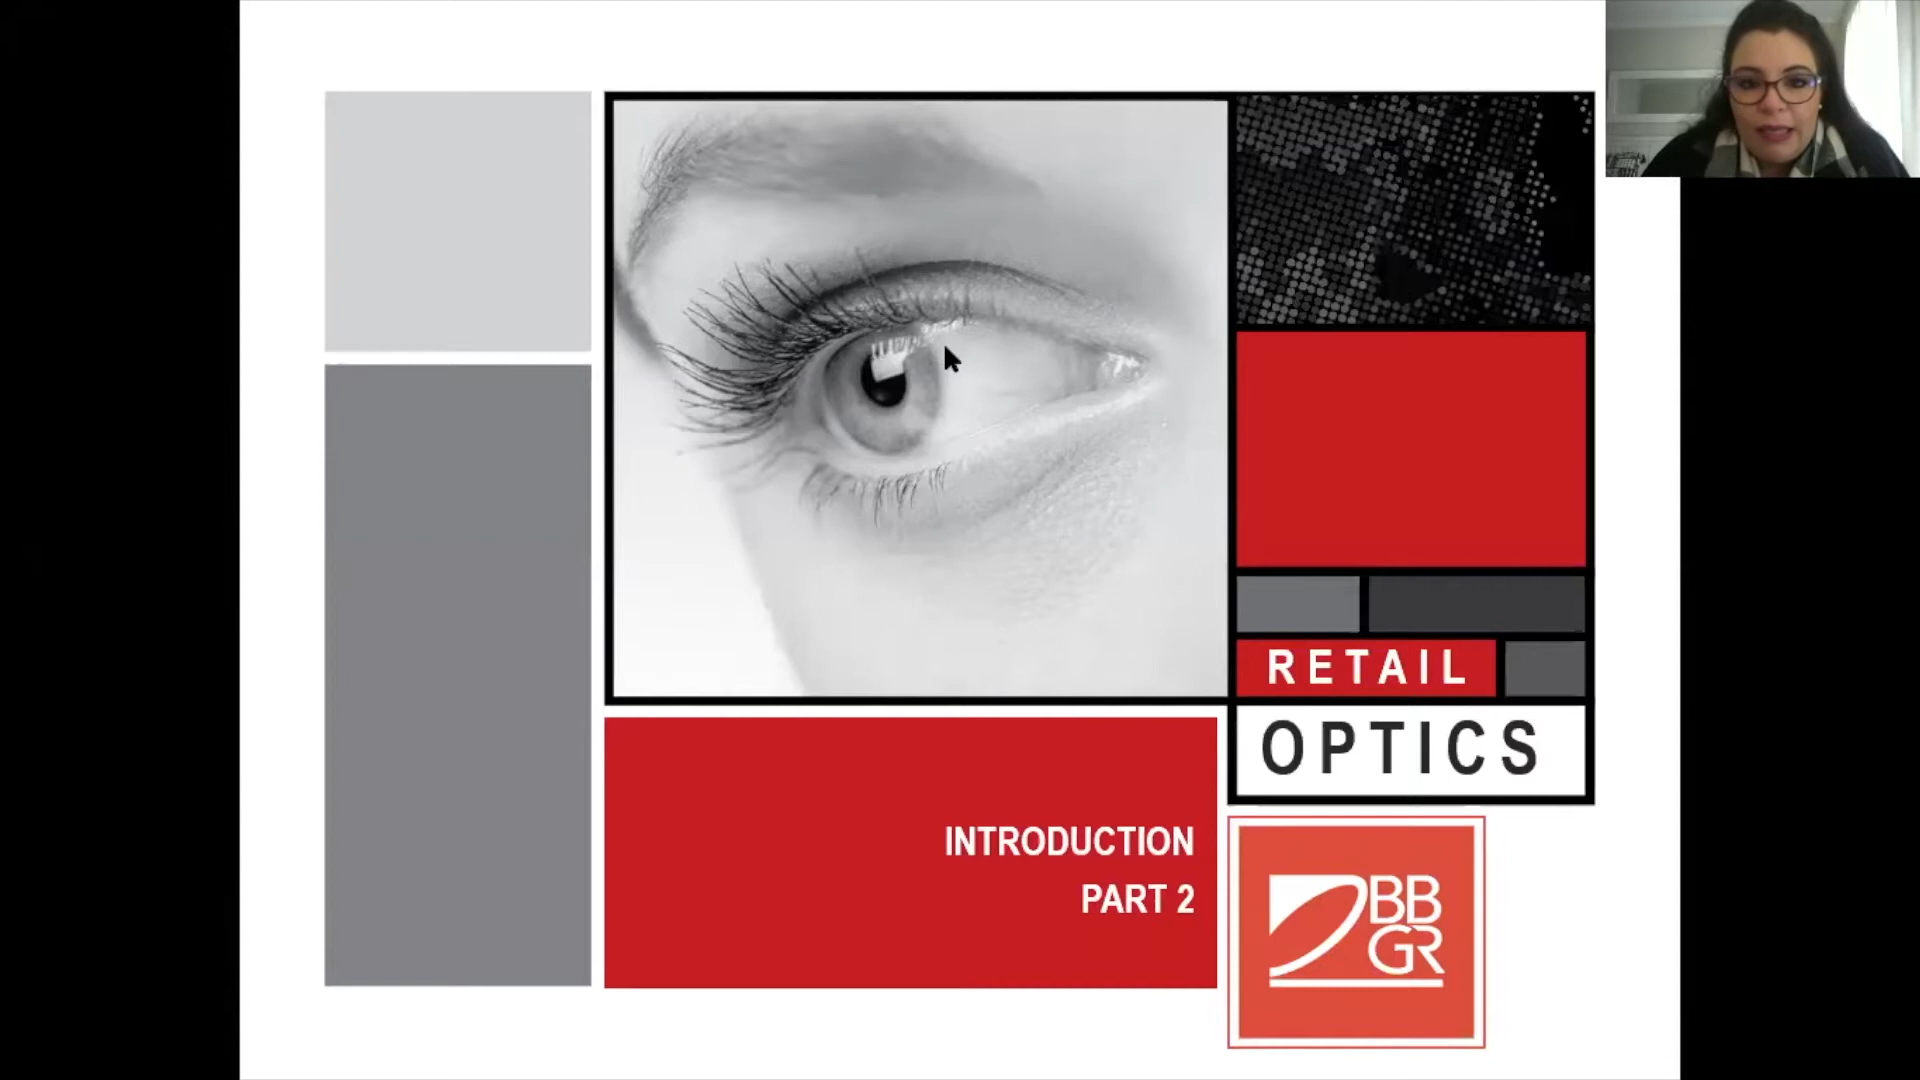 RETAIL
OPTICS
INTRODUCTION
PART 2
BB
GR